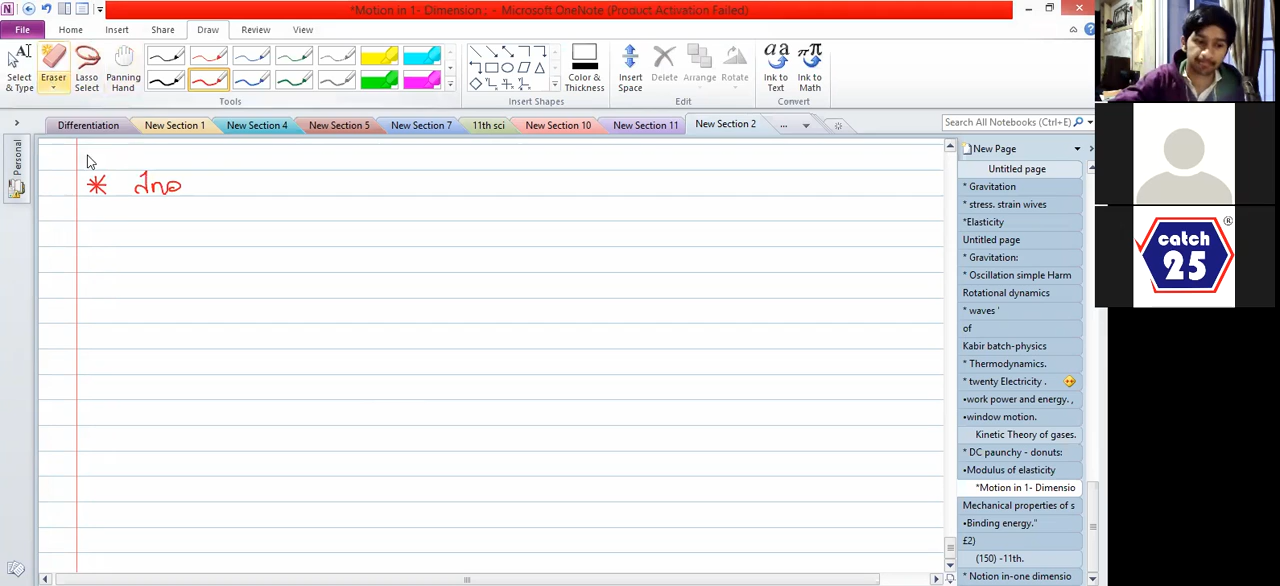 *Motion in 1- Dimension : - Microsoft OneNote (Product Activation Failed)
File Home Insert Share Draw Review View
Select & Type
Eraser
Lasso Select
Panning Hand
Color & Thickness
Insert Space
Delete
Arrange
Rotate
Ink to Text
Ink to Math
Tools
Insert Shapes
Edit
Convert
Differentiation New Section 1 New Section 4 New Section 5 New Section 7 11th sci New Section 10 New Section 11 New Section 2 ...
Search All Notebooks (Ctrl+E)
Personal
*
New Page
Untitled page
* Gravitation
* stress. strain wives
*Elasticity
Untitled page
* Gravitation:
* Oscillation simple Harm
Rotational dynamics
* waves '
of
Kabir batch-physics
* Thermodynamics.
* twenty Electricity .
•work power and energy. ,
•window motion.
Kinetic Theory of gases.
* DC paunchy - donuts:
•Modulus of elasticity
*Motion in 1- Dimensio
Mechanical properties of s
•Binding energy."
£2)
(150) -11th.
* Notion in-one dimensio
catch
25
®